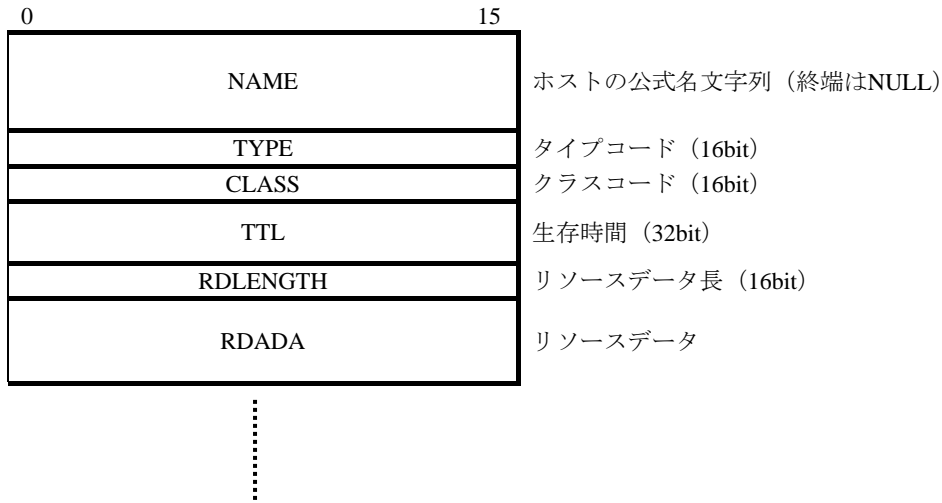 0 15
NAME ホストの公式名文字列（終端はNULL）
TYPE タイプコード（16bit）
CLASS クラスコード（16bit）
TTL 生存時間（32bit）
RDLENGTH リソースデータ長（16bit）
RDADA リソースデータ